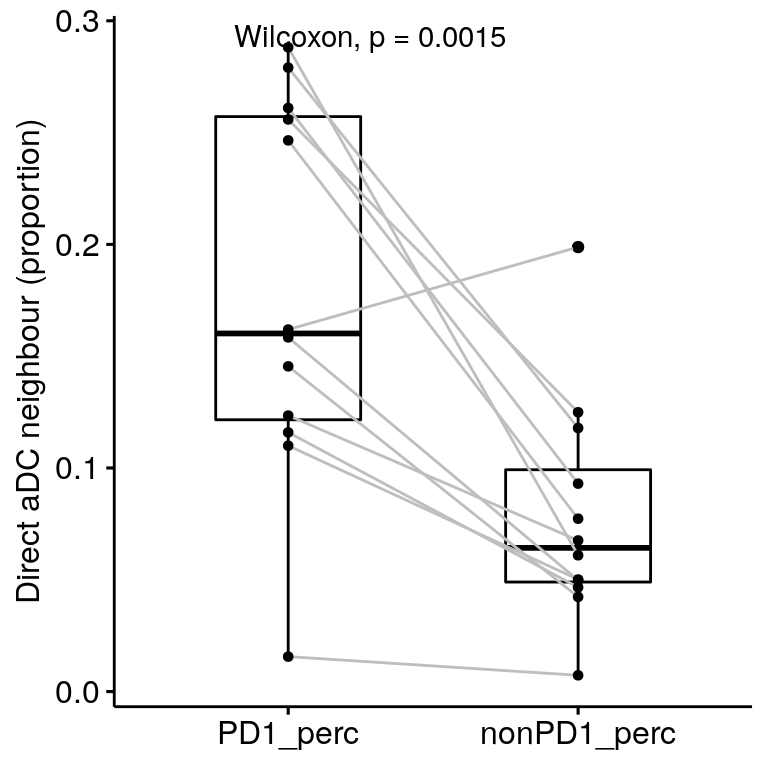 Wilcoxon, p = 0.0015
Direct aDC neighbour (proportion)
0.3
0.2
0.1
0.0
PD1_perc
nonPD1_perc